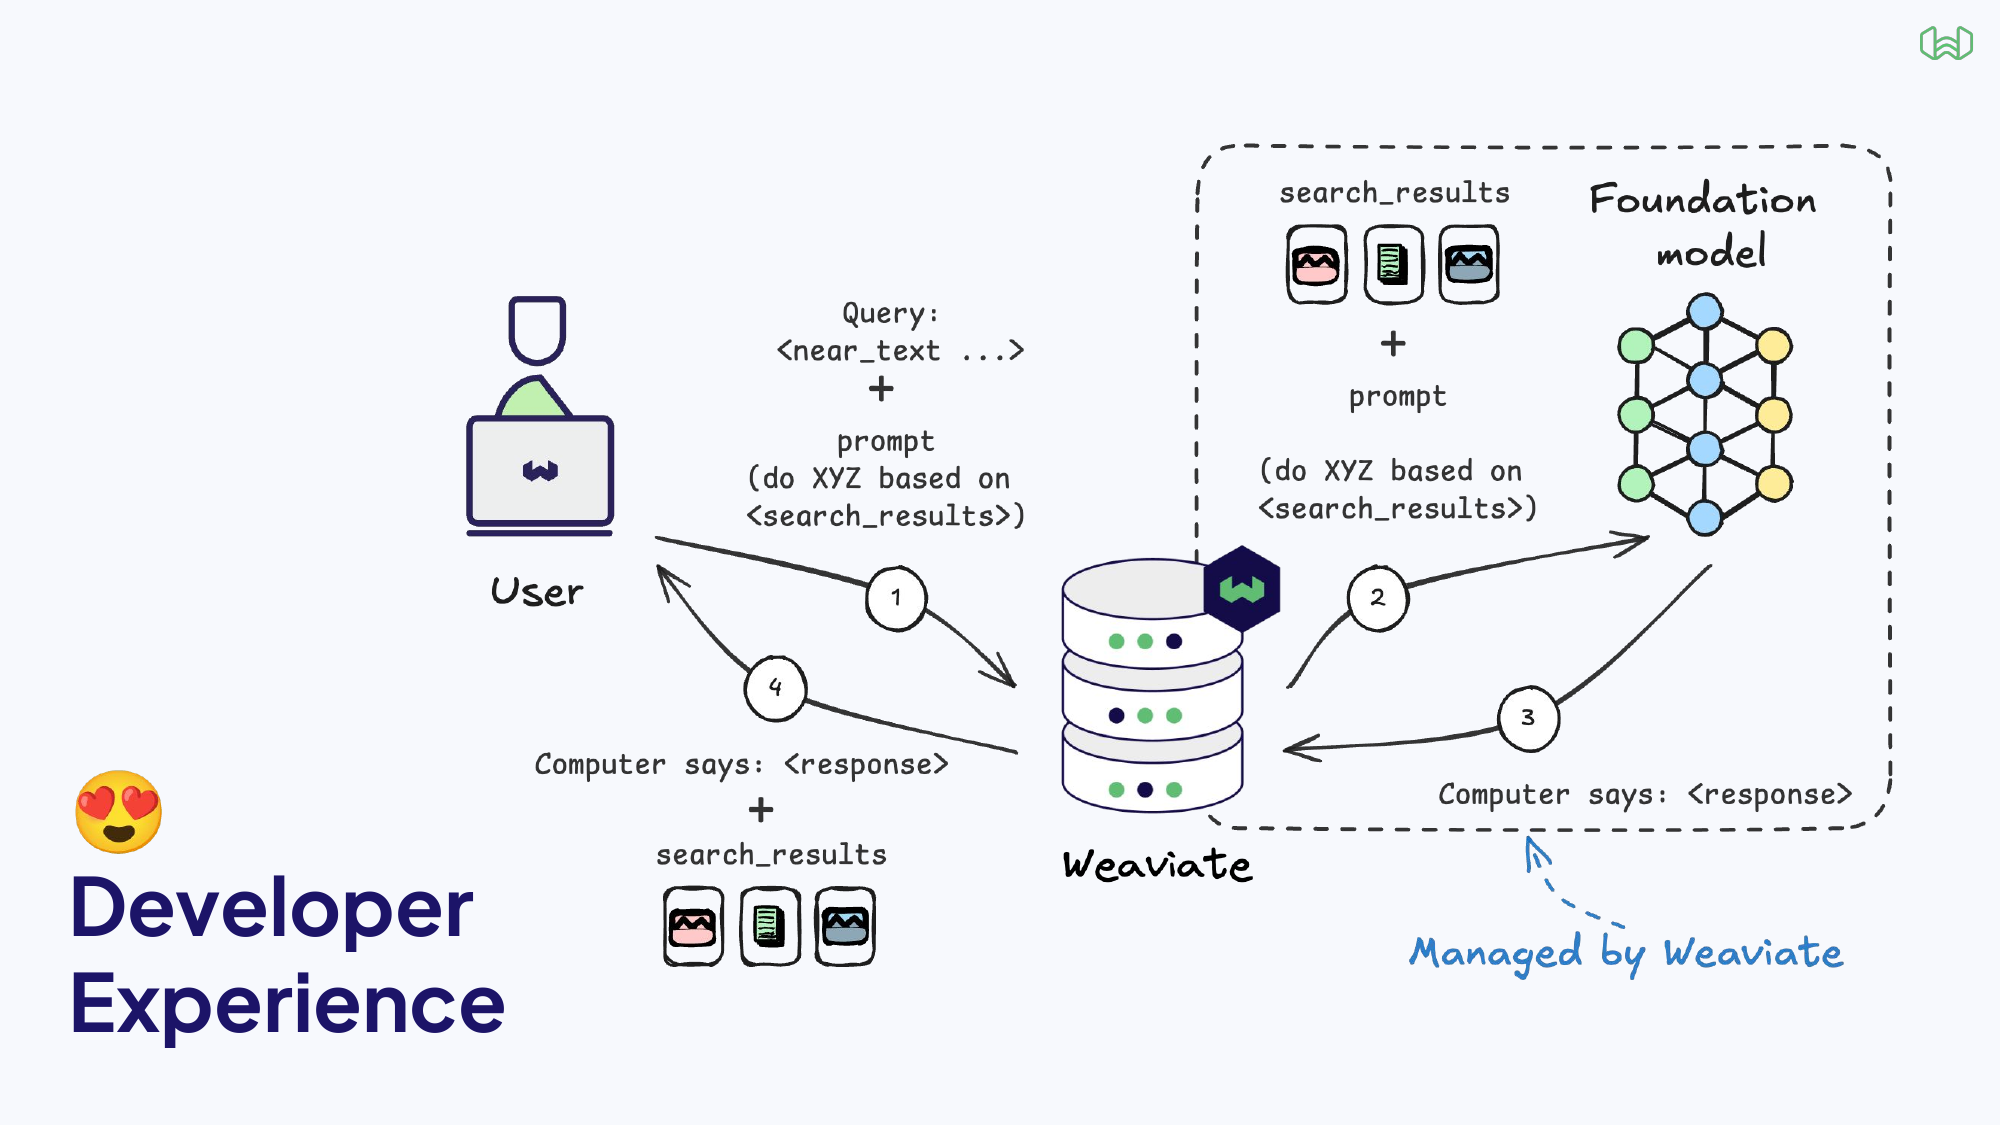 Query:
<near_text ...>
+
prompt
(do XYZ based on
<search_results>)
User
1
4
Computer says: <response>
+
search_results
Weaviate
search_results
+
prompt
(do XYZ based on
<search_results>)
Foundation
model
2
3
Computer says: <response>
Managed by Weaviate
Developer
Experience